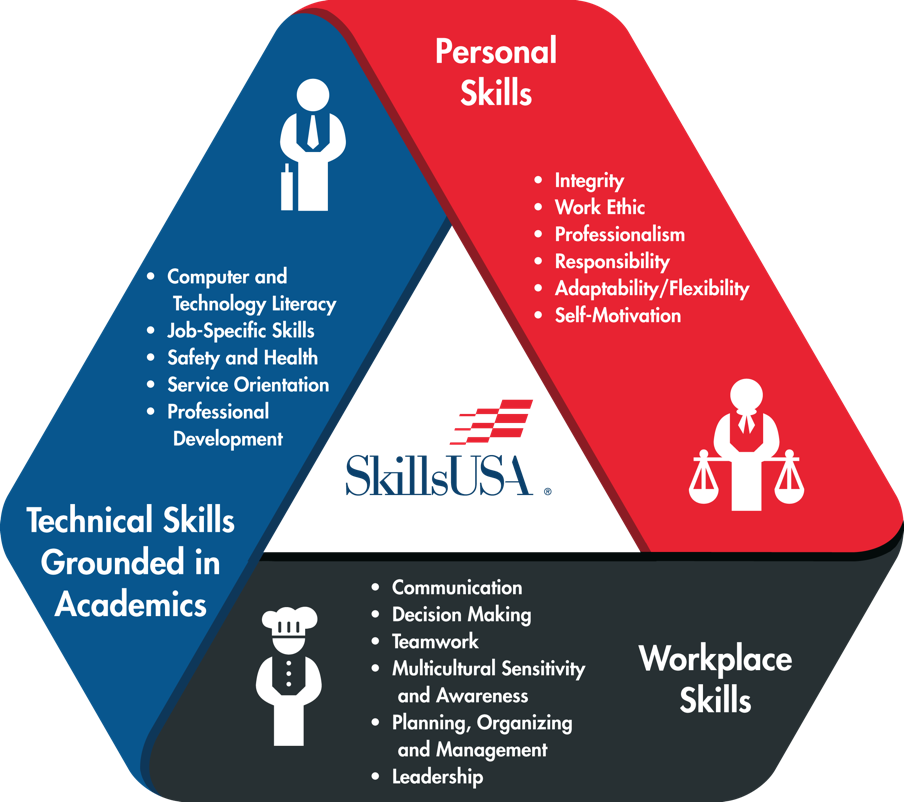 Personal
Skills
• Integrity
• Work Ethic
• Professionalism
• Responsibility
• Adaptability/Flexibility
• Self-Motivation
• Computer and
Technology Literacy
• Job-Specific Skills
• Safety and Health
• Service Orientation
• Professional
Development
Technical Skills
Grounded in
Academics
SkillsUSA ®
• Communication
• Decision Making
• Teamwork
• Multicultural Sensitivity
and Awareness
• Planning, Organizing
and Management
• Leadership
Workplace
Skills